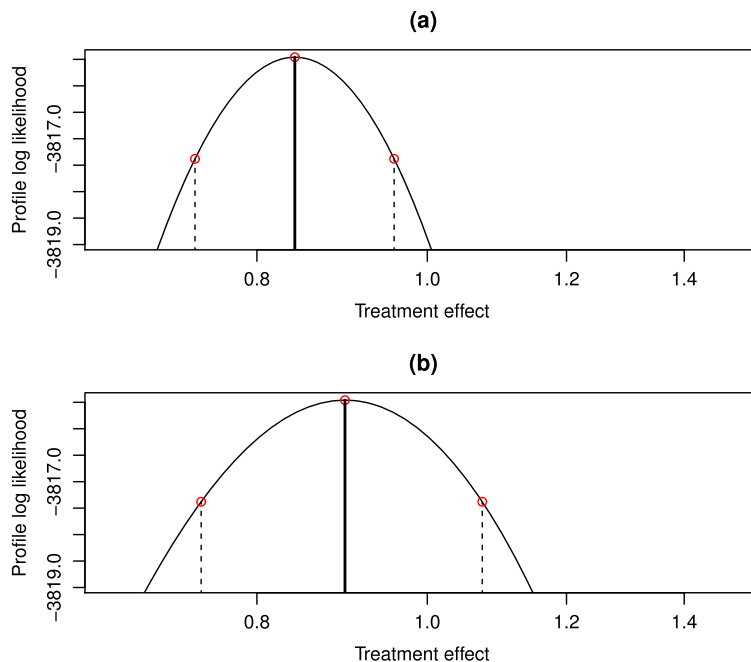 (a)
Profile log likelihood
−3817.0
−3819.0
0.8 1.0 1.2 1.4
Treatment effect
(b)
Profile log likelihood
−3817.0
−3819.0
0.8 1.0 1.2 1.4
Treatment effect